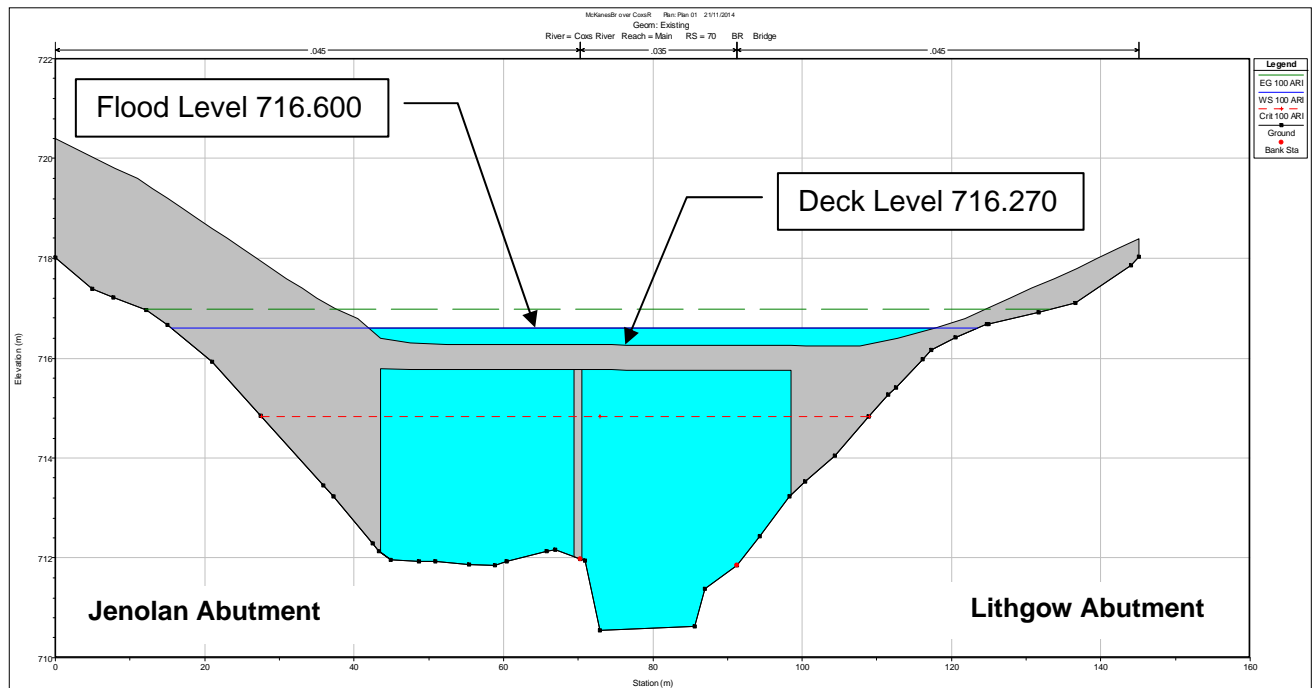 McKanesBr over CoxsR    Plan: Plan 01    21/11/2014
Geom: Existing
River = Coxs River   Reach = Main    RS = 70    BR    Bridge
.045
.035
.045
Legend
EG 100 ARI
WS 100 ARI
Crit 100 ARI
Ground
Bank Sta
Flood Level 716.600
Deck Level 716.270
Jenolan Abutment
Lithgow Abutment
722
720
718
716
714
712
710
Elevation (m)
0
20
40
60
80
100
120
140
160
Station (m)